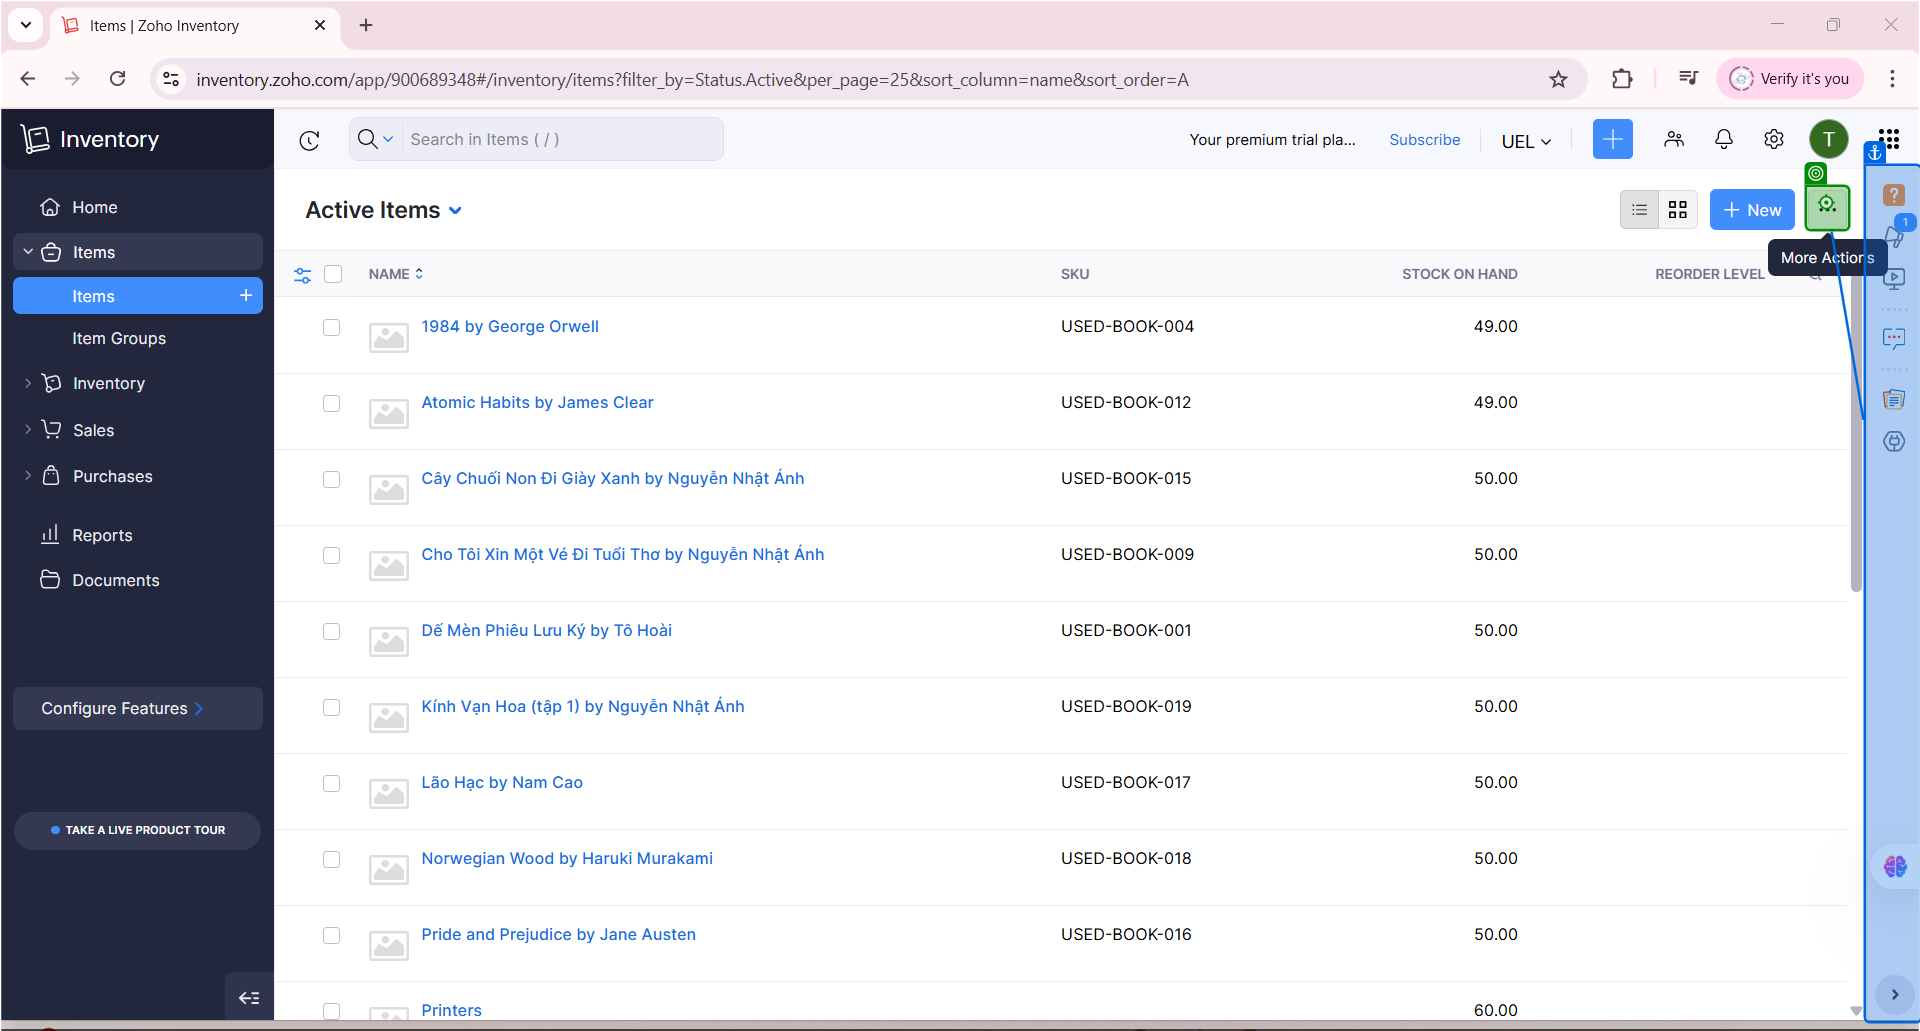 Items | Zoho Inventory
inventory.zoho.com/app/900689348#/inventory/items?filter_by=Status.Active&per_page=25&sort_column=name&sort_order=A
Verify it's you
Inventory
Search in Items ( / )
Your premium trial pla...
Subscribe
UEL
T
Home
Items
Items
Item Groups
Inventory
Sales
Purchases
Reports
Documents
Configure Features
TAKE A LIVE PRODUCT TOUR
Active Items
New
More Actions
1
NAME SKU STOCK ON HAND REORDER LEVEL
1984 by George Orwell USED-BOOK-004 49.00
Atomic Habits by James Clear USED-BOOK-012 49.00
Cây Chuối Non Đi Giày Xanh by Nguyễn Nhật Ánh USED-BOOK-015 50.00
Cho Tôi Xin Một Vé Đi Tuổi Thơ by Nguyễn Nhật Ánh USED-BOOK-009 50.00
Dế Mèn Phiêu Lưu Ký by Tô Hoài USED-BOOK-001 50.00
Kính Vạn Hoa (tập 1) by Nguyễn Nhật Ánh USED-BOOK-019 50.00
Lão Hạc by Nam Cao USED-BOOK-017 50.00
Norwegian Wood by Haruki Murakami USED-BOOK-018 50.00
Pride and Prejudice by Jane Austen USED-BOOK-016 50.00
Printers 60.00